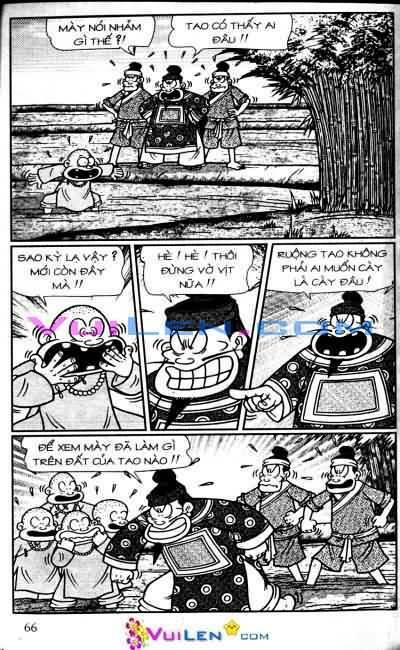 MÀY NÓI NHẢM
GÌ THẾ ?!
TAO CÓ THẤY AI
ĐÂU !!
SAO KỲ LẠ VẬY ?
MỚI CÒN ĐÂY
MÀ !!
HÈ ! HÈ ! THÔI
ĐỪNG VỜ VỊT
NỮA !!
RUỘNG TAO KHÔNG
PHẢI AI MUỐN CÀY
LÀ CÀY ĐÂU !
VUILEN.COM
ĐỂ XEM MÀY ĐÃ LÀM GÌ
TRÊN ĐẤT CỦA TAO NÀO !!
66
VUILEN.COM